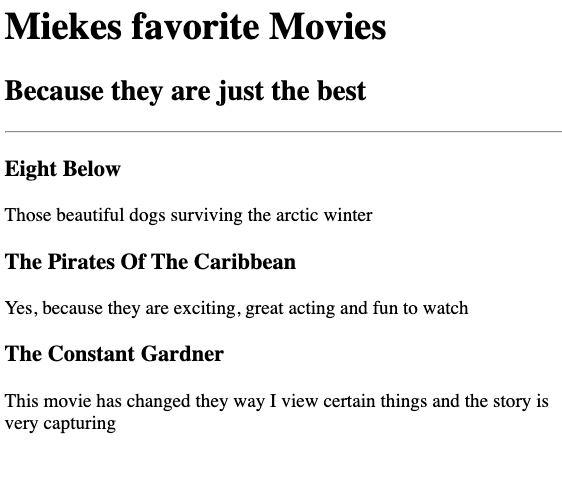 Miekes favorite Movies
Because they are just the best
Eight Below
Those beautiful dogs surviving the arctic winter
The Pirates Of The Caribbean
Yes, because they are exciting, great acting and fun to watch
The Constant Gardner
This movie has changed they way I view certain things and the story is
very capturing